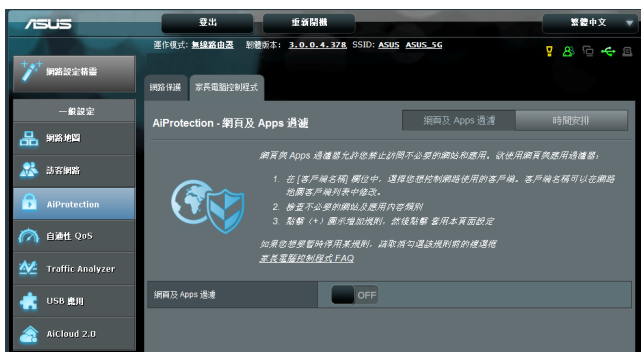 ASUS
登出
重新開機
繁體中文
運作模式: 無線路由器 韌體版本: 3.0.0.4.378 SSID: ASUS ASUS_5G
網路設定精靈
一般設定
網路地圖
訪客網路
AiProtection
自適性 QoS
Traffic Analyzer
USB 應用
AiCloud 2.0
網路保護
家長電腦控制程式
AiProtection - 網頁及 Apps 過濾
網頁及 Apps 過濾
時間安排
網頁與 Apps 過濾器允許您禁止訪問不必要的網站和應用。欲使用網頁與應用過濾器:
1. 在 [客戶端名稱] 欄位中,選擇您想控制網路使用的客戶端。客戶端名稱可以在網路
地圖客戶端列表中修改。
2. 檢查不必要的網站及應用內容類別
3. 點擊 (+) 圖示增加規則,然後點擊 套用本頁面設定
如果您想要暫時停用某規則,請取消勾選該規則前的複選框
家長電腦控制程式 FAQ
網頁及 Apps 過濾
OFF